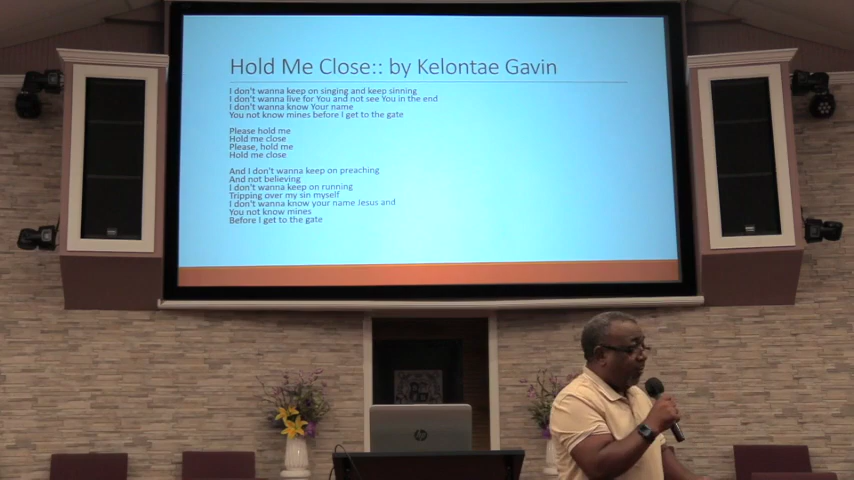 Hold Me Close:: by Kelontae Gavin
I don't wanna keep on singing and keep sinning
I don't wanna live for You and not see You in the end
I don't wanna know Your name
You not know mines before I get to the gate
Please hold me
Hold me close
Please, hold me
Hold me close
And I don't wanna keep on preaching
And not believing
I don't wanna keep on running
Tripping over my sin myself
I don't wanna know your name Jesus and
You not know mines
Before I get to the gate
hp